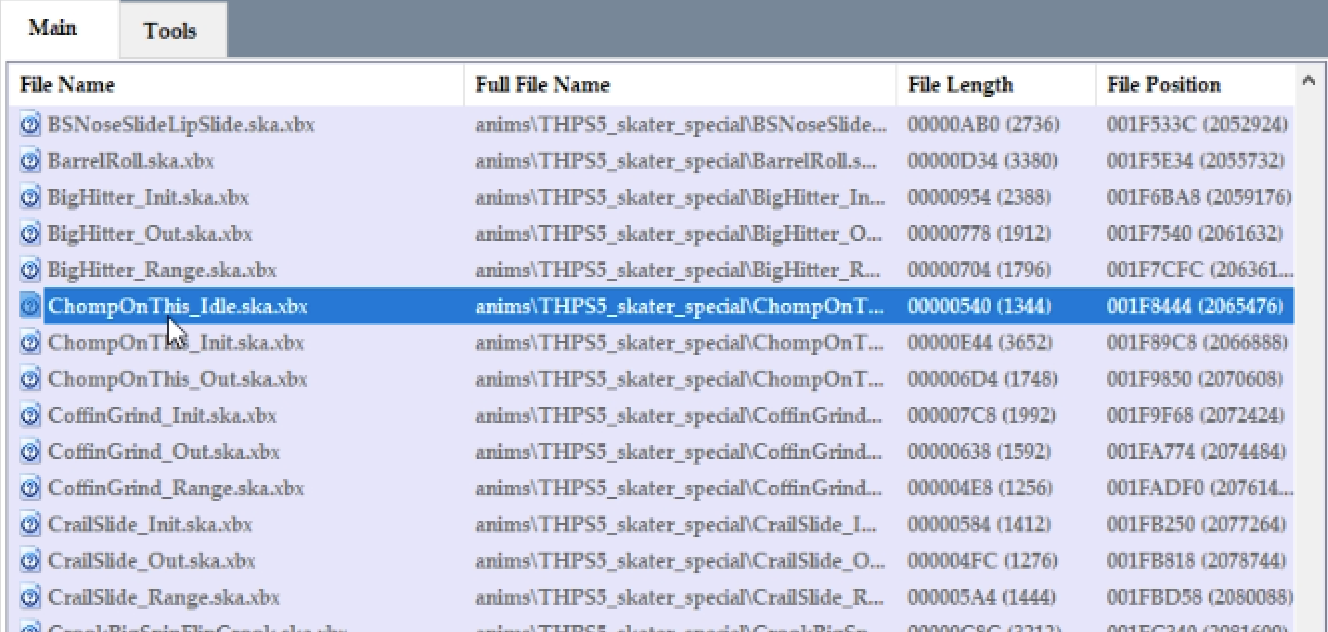 Main Tools
File Name Full File Name File Length File Position
BSNoseSlideLipSlide.ska.xbx anims\THPS5_skater_special\BSNoseSlide... 00000AB0 (2736) 001F533C (2052924)
BarrelRoll.ska.xbx anims\THPS5_skater_special\BarrelRoll.s... 00000D34 (3380) 001F5E34 (2055732)
BigHitter_Init.ska.xbx anims\THPS5_skater_special\BigHitter_In... 00000954 (2388) 001F6BA8 (2059176)
BigHitter_Out.ska.xbx anims\THPS5_skater_special\BigHitter_O... 00000778 (1912) 001F7540 (2061632)
BigHitter_Range.ska.xbx anims\THPS5_skater_special\BigHitter_R... 00000704 (1796) 001F7CFC (206361...
ChompOnThis_Idle.ska.xbx anims\THPS5_skater_special\ChompOnT... 00000540 (1344) 001F8444 (2065476)
ChompOnThis_Init.ska.xbx anims\THPS5_skater_special\ChompOnT... 00000E44 (3652) 001F89C8 (2066888)
ChompOnThis_Out.ska.xbx anims\THPS5_skater_special\ChompOnT... 000006D4 (1748) 001F9850 (2070608)
CoffinGrind_Init.ska.xbx anims\THPS5_skater_special\CoffinGrind... 000007C8 (1992) 001F9F68 (2072424)
CoffinGrind_Out.ska.xbx anims\THPS5_skater_special\CoffinGrind... 00000638 (1592) 001FA774 (2074484)
CoffinGrind_Range.ska.xbx anims\THPS5_skater_special\CoffinGrind... 000004E8 (1256) 001FADF0 (207614...
CrailSlide_Init.ska.xbx anims\THPS5_skater_special\CrailSlide_I... 00000584 (1412) 001FB250 (2077264)
CrailSlide_Out.ska.xbx anims\THPS5_skater_special\CrailSlide_O... 000004FC (1276) 001FB818 (2078744)
CrailSlide_Range.ska.xbx anims\THPS5_skater_special\CrailSlide_R... 000005A4 (1444) 001FBD58 (2080088)